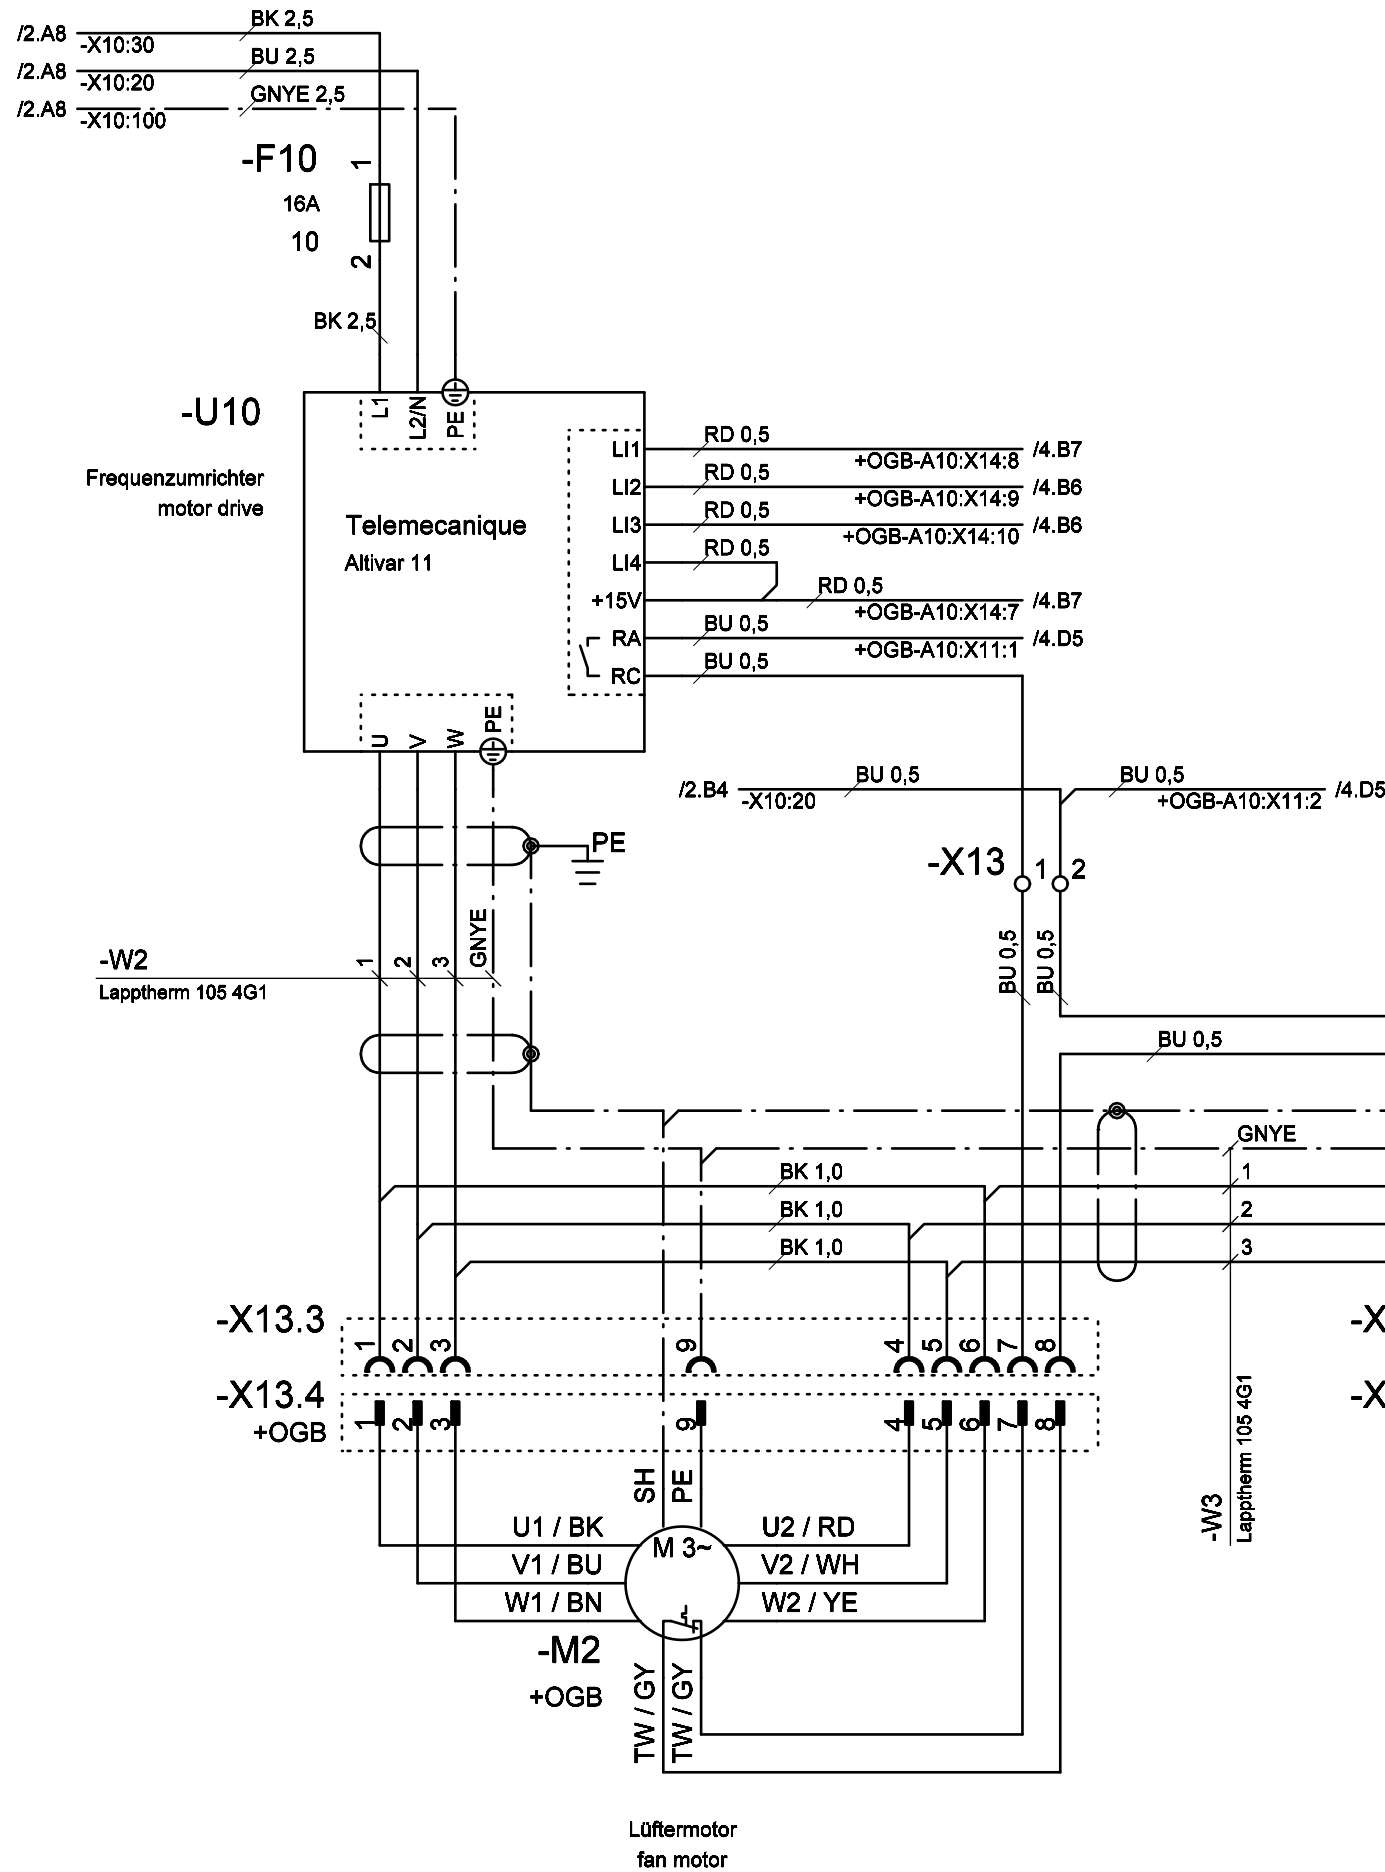 BK 2,5
/2.A8
-X10:30
BU 2,5
/2.A8
-X10:20
GNYE 2,5
/2.A8
-X10:100
-F10
1
16A
10
2
BK 2,5
-U10
L1
L2/N
PE
Frequenzumrichter
motor drive
Telemecanique
Altivar 11
LI1
RD 0,5
+OGB-A10:X14:8
/4.B7
LI2
RD 0,5
+OGB-A10:X14:9
/4.B6
LI3
RD 0,5
+OGB-A10:X14:10
/4.B6
LI4
RD 0,5
+15V
RD 0,5
+OGB-A10:X14:7
/4.B7
RA
BU 0,5
+OGB-A10:X11:1
/4.D5
RC
BU 0,5
U
V
W
PE
/2.B4
-X10:20
BU 0,5
BU 0,5
+OGB-A10:X11:2
/4.D5
PE
-X13
1
2
BU 0,5
BU 0,5
-W2
Lapptherm 105 4G1
1
2
3
GNYE
BU 0,5
GNYE
BK 1,0
1
BK 1,0
2
BK 1,0
3
-X13.3
1
2
3
9
4
5
6
7
8
-X
-X13.4
+OGB
1
2
3
9
4
5
6
7
8
-X
-W3
Lapptherm 105 4G1
SH
PE
U1 / BK
M 3~
U2 / RD
V1 / BU
V2 / WH
W1 / BN
W2 / YE
-M2
+OGB
TW / GY
TW / GY
Lüftermotor
fan motor